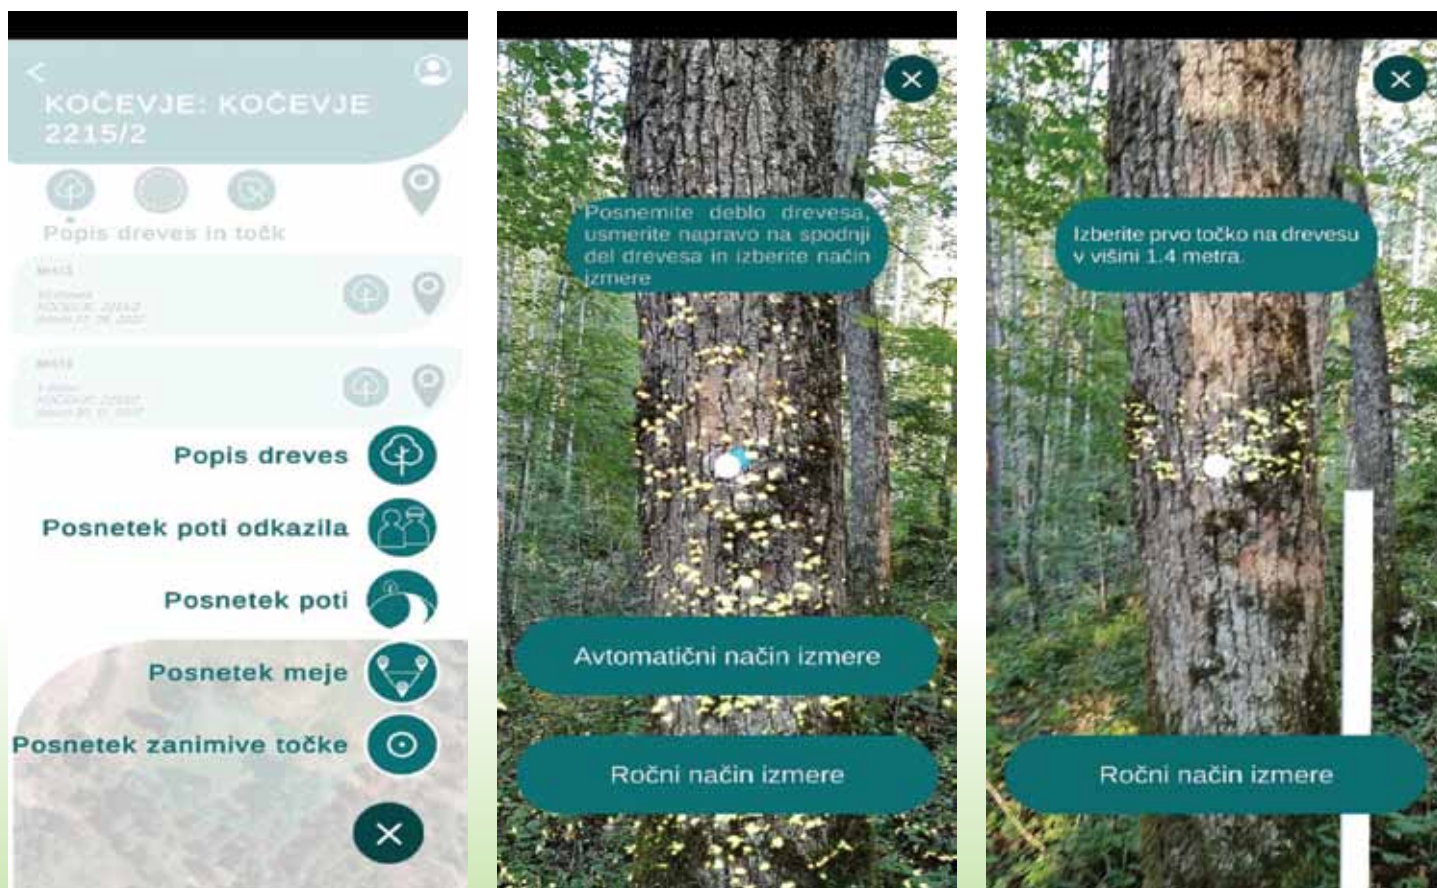 KOČEVJE: KOČEVJE
2215/2
Popis dreves in točk
Popis dreves
Posnetek poti odkazila
Posnetek poti
Posnetek meje
Posnetek zanimive točke
Posnemite deblo drevesa,
usmerite napravo na spodnji
del drevesa in izberite način
izmere
Avtomatični način izmere
Ročni način izmere
Izberite prvo točko na drevesu
v višini 1.4 metra.
Ročni način izmere